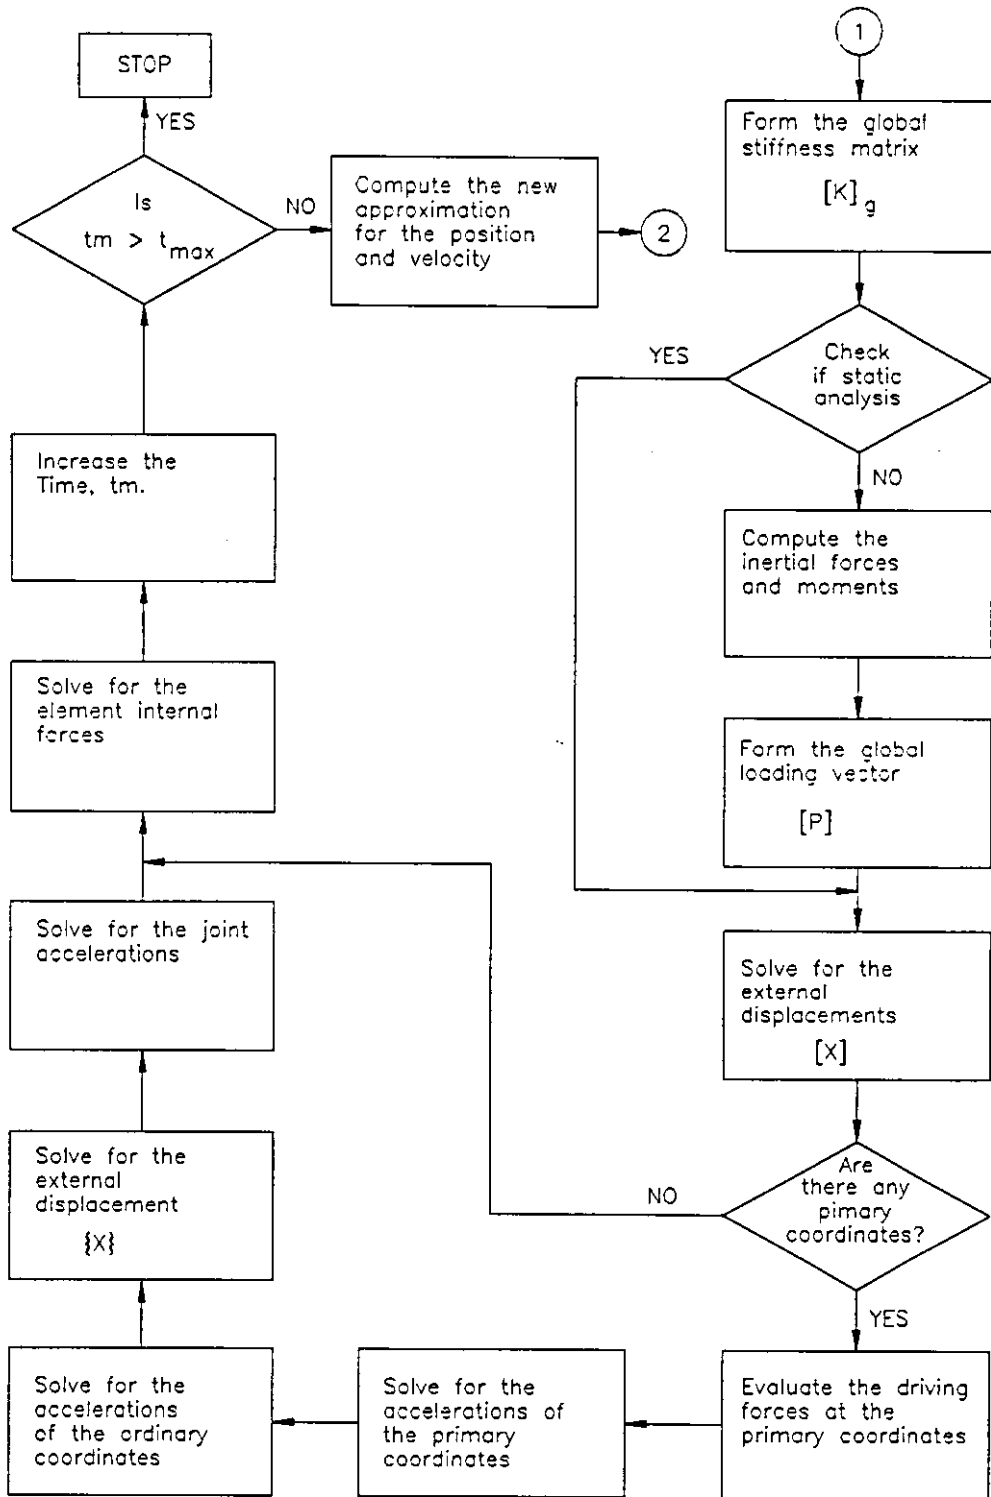 1
Form the global
stiffness matrix
[K]g
Check
if static
analysis
YES
NO
Compute the
inertial forces
and moments
Form the global
loading vector
[P]
Solve for the
external
displacements
[X]
Are
there any
pimary
coordinates?
NO
YES
Evaluate the driving
forces at the
primary coordinates
Solve for the
accelerations of
the primary
coordinates
Solve for the
accelerations
of the ordinary
coordinates
Solve for the
external
displacement
{X}
Solve for the joint
accelerations
Solve for the
element internal
forces
Increase the
Time, tm.
Is
tm > tmax
YES
STOP
NO
Compute the new
approximation
for the position
and velocity
2